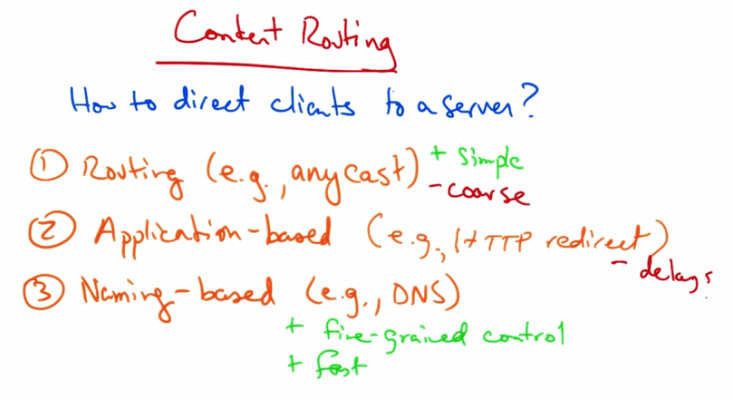 Content Routing
How to direct clients to a server?
① Routing (e.g., anycast) + simple
- coarse
② Application-based (e.g., HTTP redirect)
- delays
③ Naming-based (e.g., DNS)
+ fine-grained control
+ fast